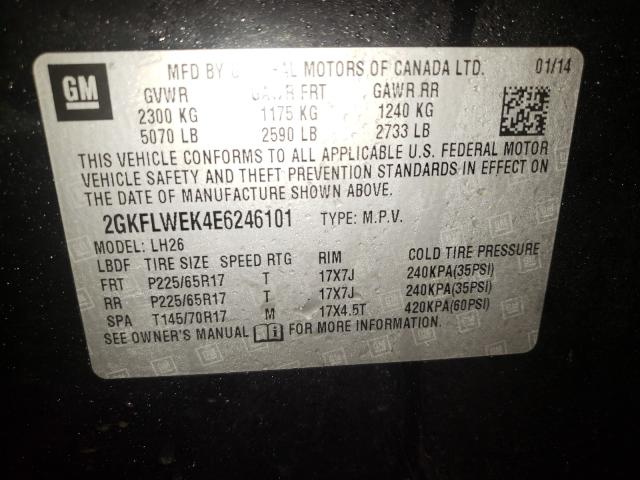 GM
MFD BY GENERAL MOTORS OF CANADA LTD. 01/14
GVWR GAWR FRT GAWR RR
2300 KG 1175 KG 1240 KG
5070 LB 2590 LB 2733 LB
THIS VEHICLE CONFORMS TO ALL APPLICABLE U.S. FEDERAL MOTOR
VEHICLE SAFETY AND THEFT PREVENTION STANDARDS IN EFFECT ON
THE DATE OF MANUFACTURE SHOWN ABOVE.
2GKFLWEK4E6246101 TYPE: M.P.V.
MODEL: LH26
LBDF TIRE SIZE SPEED RTG RIM COLD TIRE PRESSURE
FRT P225/65R17 T 17X7J 240KPA(35PSI)
RR P225/65R17 T 17X7J 240KPA(35PSI)
SPA T145/70R17 M 17X4.5T 420KPA(60PSI)
SEE OWNER'S MANUAL FOR MORE INFORMATION.